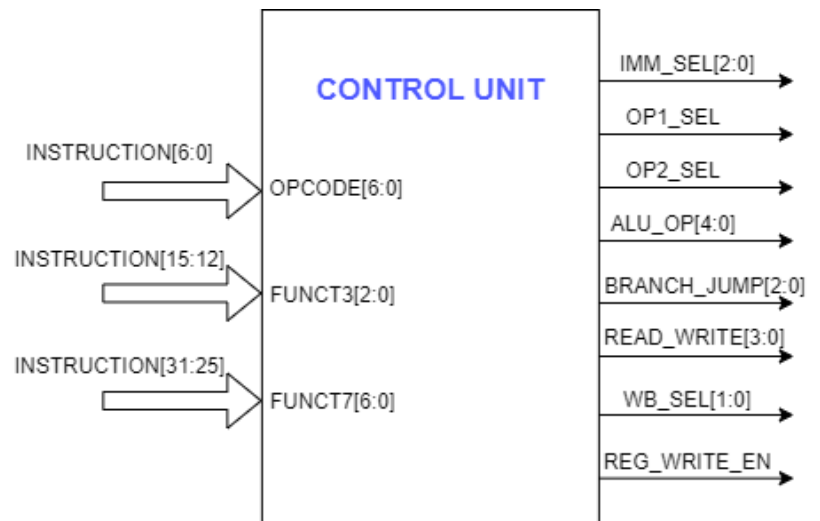 CONTROL UNIT
INSTRUCTION[6:0]
OPCODE[6:0]
INSTRUCTION[15:12]
FUNCT3[2:0]
INSTRUCTION[31:25]
FUNCT7[6:0]
IMM_SEL[2:0]
OP1_SEL
OP2_SEL
ALU_OP[4:0]
BRANCH_JUMP[2:0]
READ_WRITE[3:0]
WB_SEL[1:0]
REG_WRITE_EN